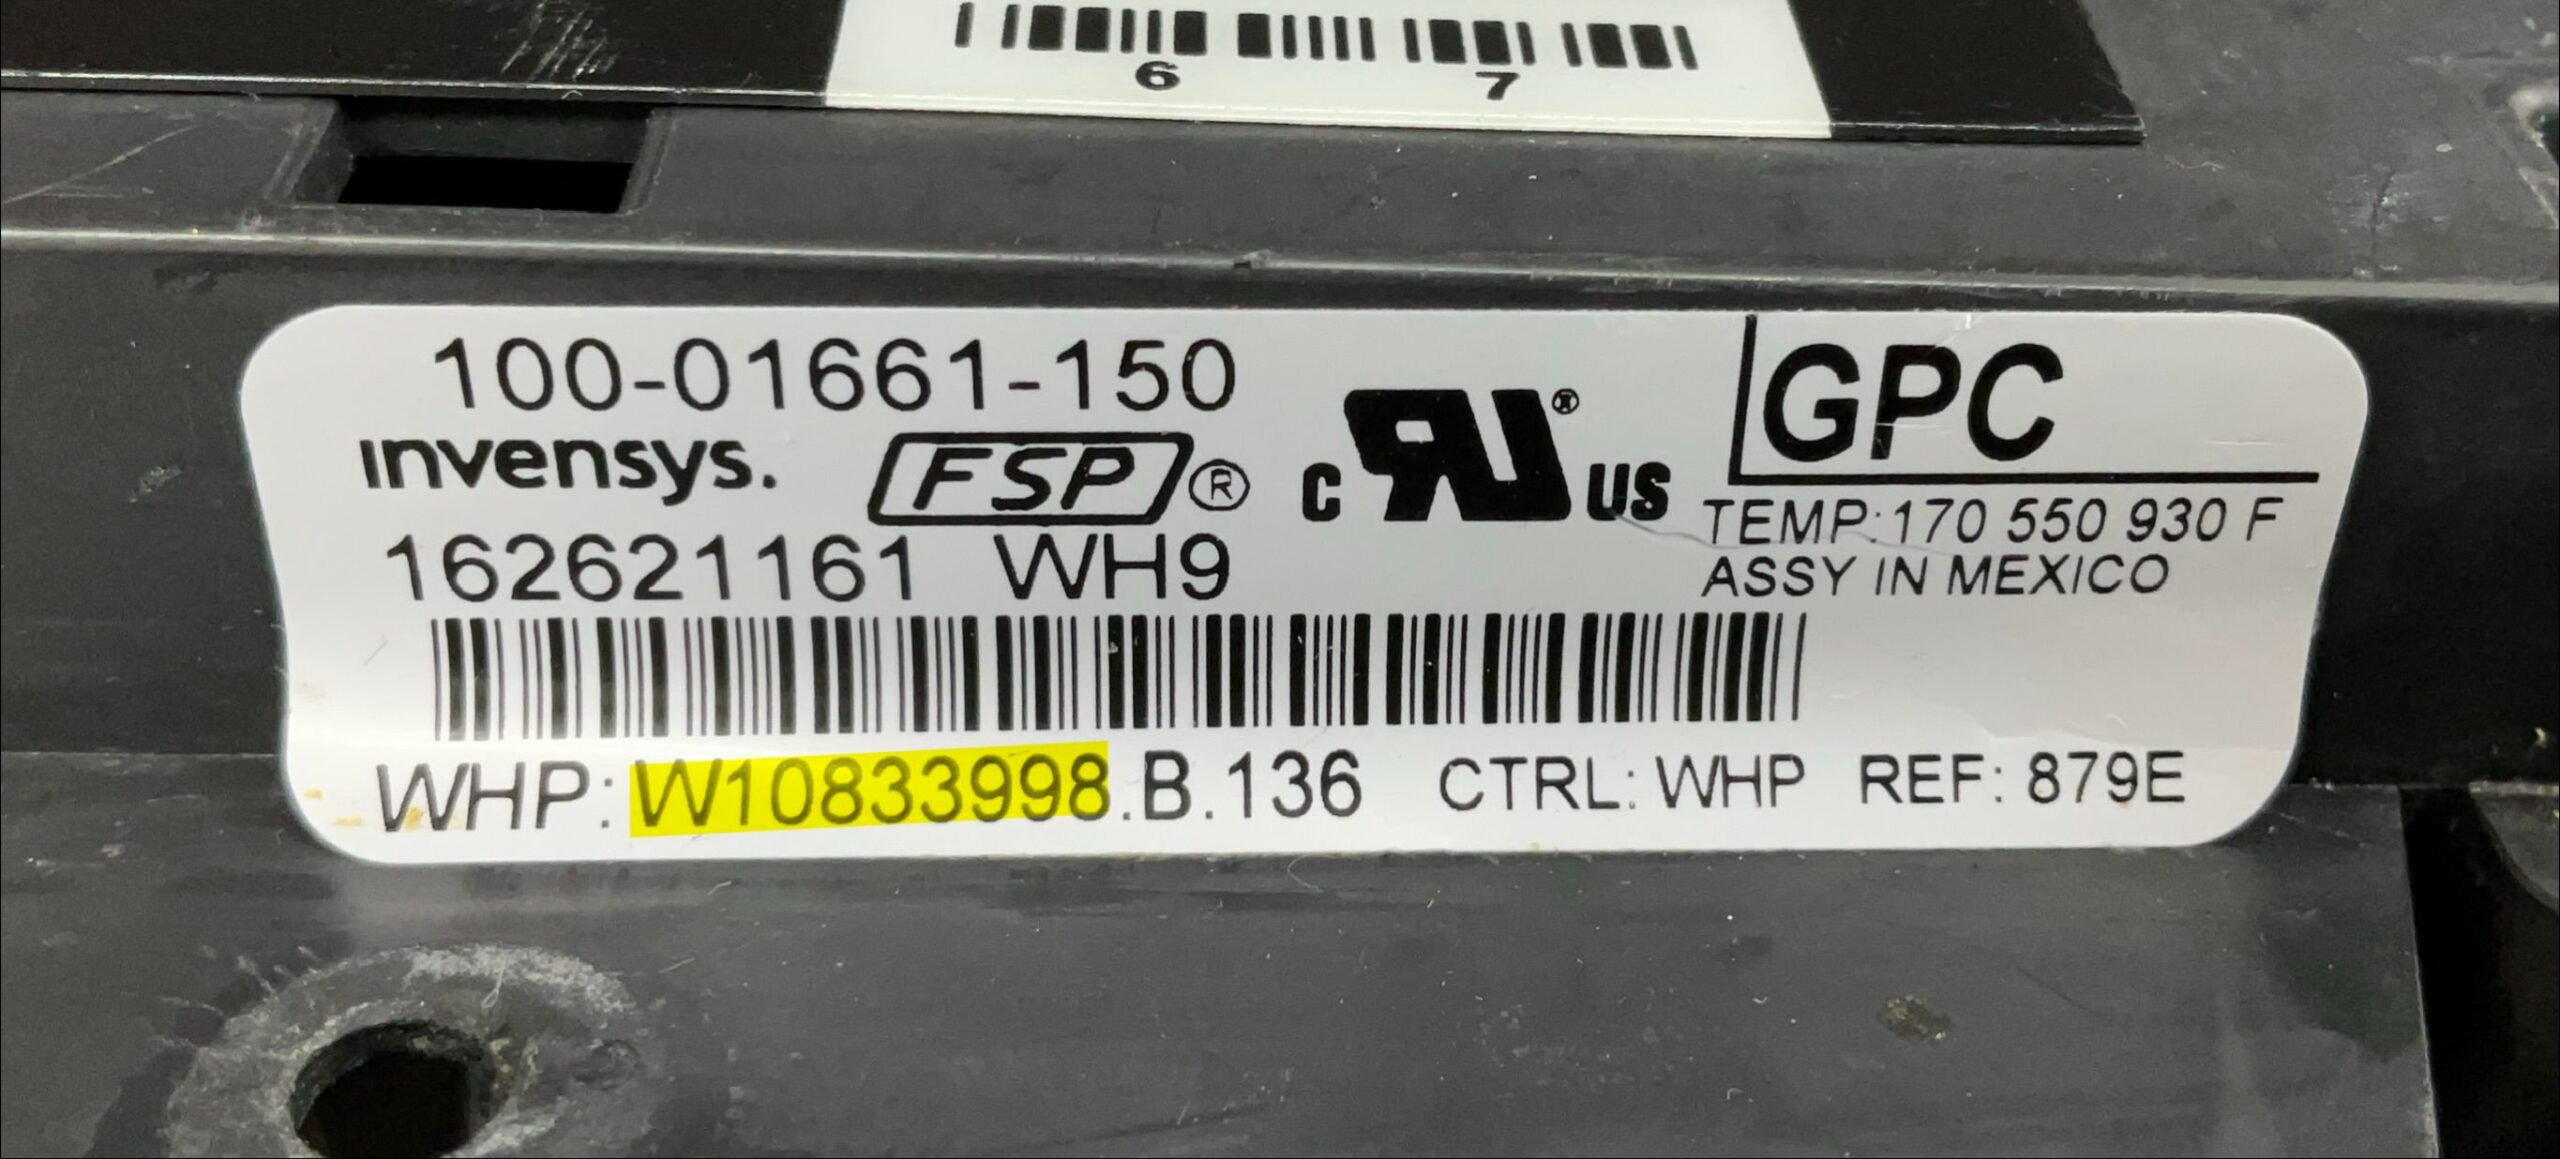 6 7
100-01661-150
GPC
invensys. FSP®
c RU® US
TEMP:170 550 930 F
162621161 WH9
ASSY IN MEXICO
WHP:W10833998.B.136 CTRL: WHP REF: 879E